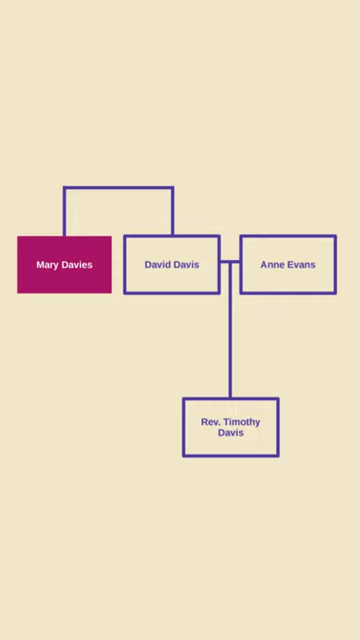 Mary Davies
David Davis
Anne Evans
Rev. Timothy
Davis